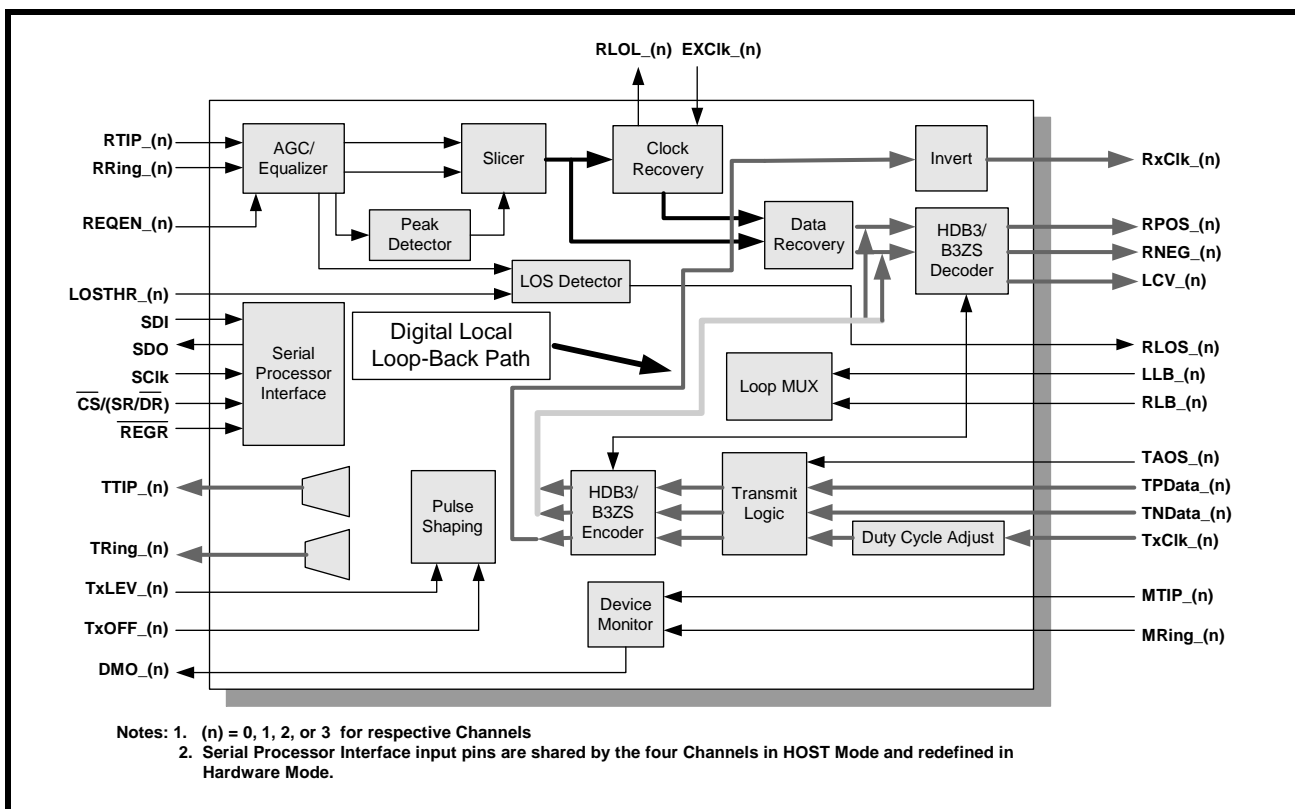 RLOL_(n) EXClk_(n)
RTIP_(n)
RRing_(n)
REQEN_(n)
LOSTHR_(n)
SDI
SDO
SClk
CS/(SR/DR)
REGR
TTIP_(n)
TRing_(n)
TxLEV_(n)
TxOFF_(n)
DMO_(n)
AGC/
Equalizer
Peak
Detector
Slicer
LOS Detector
Clock
Recovery
Data
Recovery
Invert
HDB3/
B3ZS
Decoder
Serial
Processor
Interface
Digital Local
Loop-Back Path
Loop MUX
Pulse
Shaping
HDB3/
B3ZS
Encoder
Transmit
Logic
Duty Cycle Adjust
Device
Monitor
RxClk_(n)
RPOS_(n)
RNEG_(n)
LCV_(n)
RLOS_(n)
LLB_(n)
RLB_(n)
TAOS_(n)
TPData_(n)
TNData_(n)
TxClk_(n)
MTIP_(n)
MRing_(n)
Notes: 1. (n) = 0, 1, 2, or 3 for respective Channels
2. Serial Processor Interface input pins are shared by the four Channels in HOST Mode and redefined in
Hardware Mode.